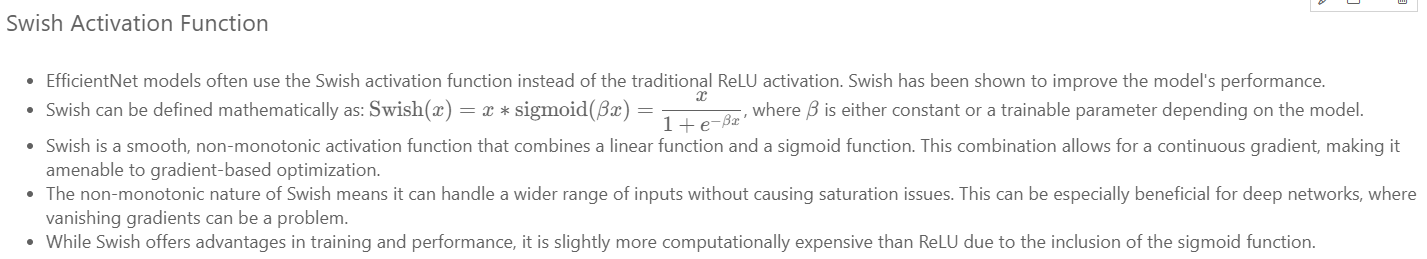 Swish Activation Function
• EfficientNet models often use the Swish activation function instead of the traditional ReLU activation. Swish has been shown to improve the model's performance.
• Swish can be defined mathematically as: Swish(x) = x * sigmoid(βx) = x / (1 + e^{-βx}), where β is either constant or a trainable parameter depending on the model.
• Swish is a smooth, non-monotonic activation function that combines a linear function and a sigmoid function. This combination allows for a continuous gradient, making it
amenable to gradient-based optimization.
• The non-monotonic nature of Swish means it can handle a wider range of inputs without causing saturation issues. This can be especially beneficial for deep networks, where
vanishing gradients can be a problem.
• While Swish offers advantages in training and performance, it is slightly more computationally expensive than ReLU due to the inclusion of the sigmoid function.